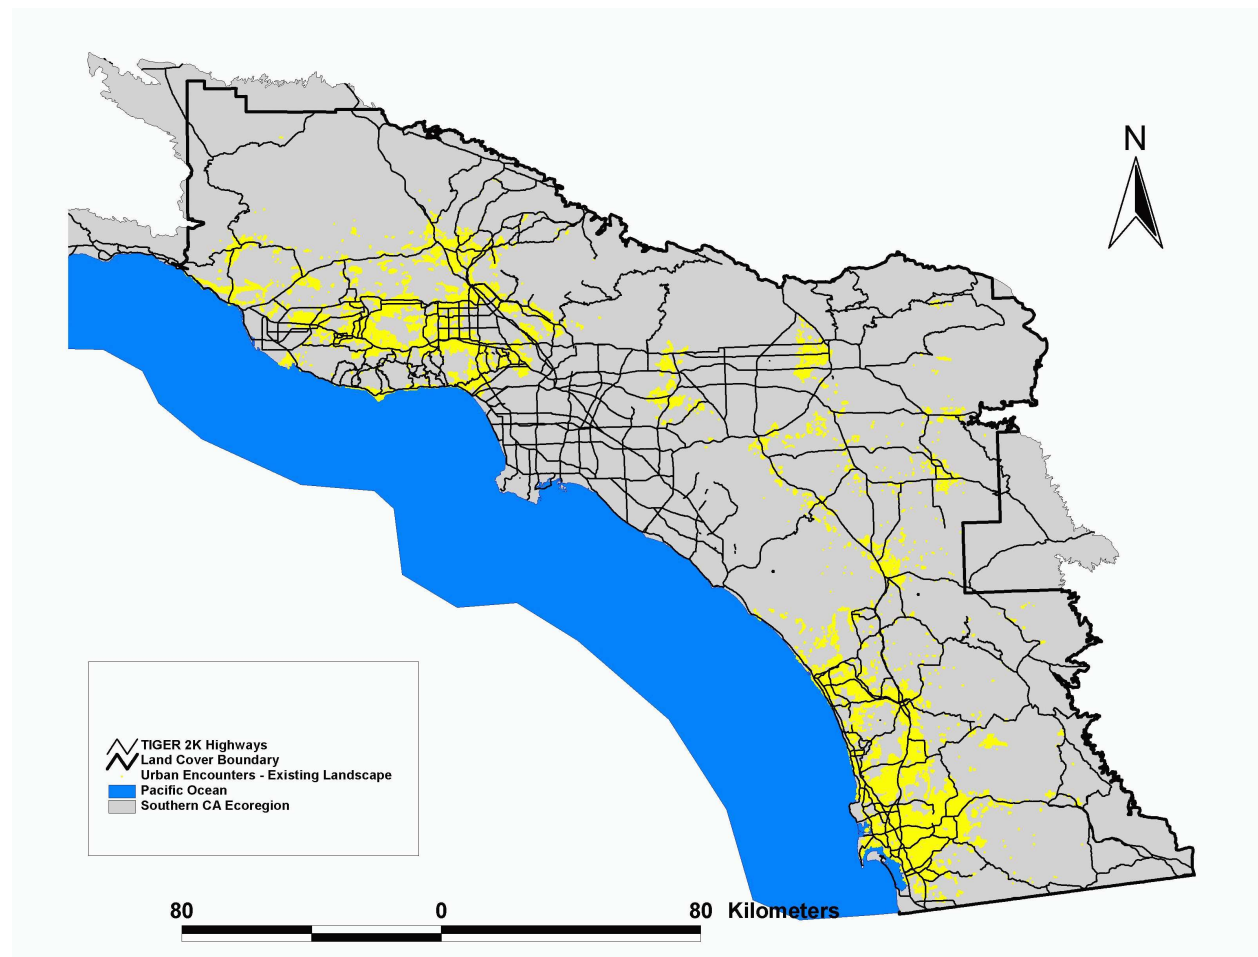 N
TIGER 2K Highways
Land Cover Boundary
Urban Encounters - Existing Landscape
Pacific Ocean
Southern CA Ecoregion
80 0 80 Kilometers